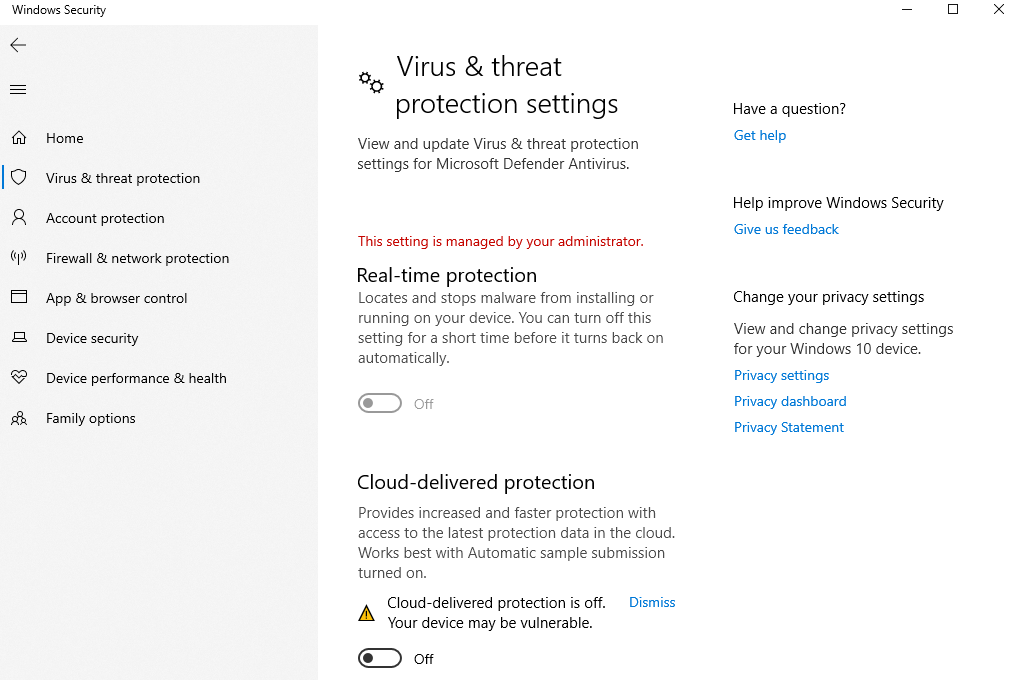 Windows Security
Home
Virus & threat protection
Account protection
Firewall & network protection
App & browser control
Device security
Device performance & health
Family options
Virus & threat
protection settings
View and update Virus & threat protection
settings for Microsoft Defender Antivirus.
This setting is managed by your administrator.
Real-time protection
Locates and stops malware from installing or
running on your device. You can turn off this
setting for a short time before it turns back on
automatically.
Off
Cloud-delivered protection
Provides increased and faster protection with
access to the latest protection data in the cloud.
Works best with Automatic sample submission
turned on.
Cloud-delivered protection is off.
Your device may be vulnerable.
Dismiss
Off
Have a question?
Get help
Help improve Windows Security
Give us feedback
Change your privacy settings
View and change privacy settings
for your Windows 10 device.
Privacy settings
Privacy dashboard
Privacy Statement